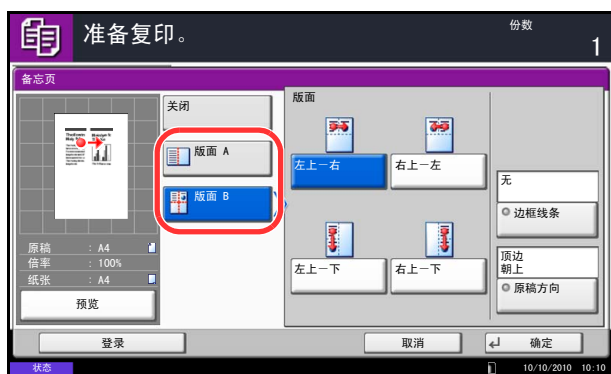 准备复印。
份数
1
备忘页
关闭
版面 A
版面 B
版面
左上－右
右上－左
左上－下
右上－下
无
边框线条
顶边
朝上
原稿方向
原稿 : A4
倍率 : 100%
纸张 : A4
预览
登录
取消
确定
状态
10/10/2010 10:10